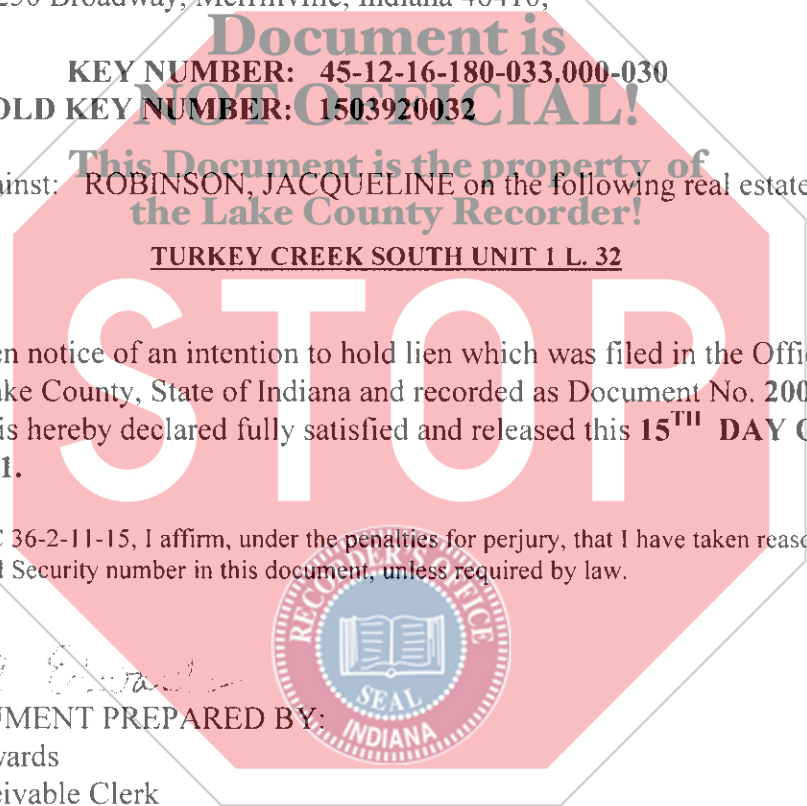 250 Broadway, Merrillville, Indiana 46410,
Document is
KEY NUMBER: 45-12-16-180-033.000-030
NOT OFFICIAL!
OLD KEY NUMBER: 1503920032
This Document is the property of
ainst: ROBINSON, JACQUELINE on the following real estate
the Lake County Recorder!
TURKEY CREEK SOUTH UNIT 1 L. 32
STOP
en notice of an intention to hold lien which was filed in the Offi
ake County, State of Indiana and recorded as Document No. 200
is hereby declared fully satisfied and released this 15TH DAY O
1.
C 36-2-11-15, I affirm, under the penalties for perjury, that I have taken reaso
l Security number in this document, unless required by law.
RECORDER'S OFFICE
SEAL
INDIANA
UMENT PREPARED BY:
wards
eivable Clerk